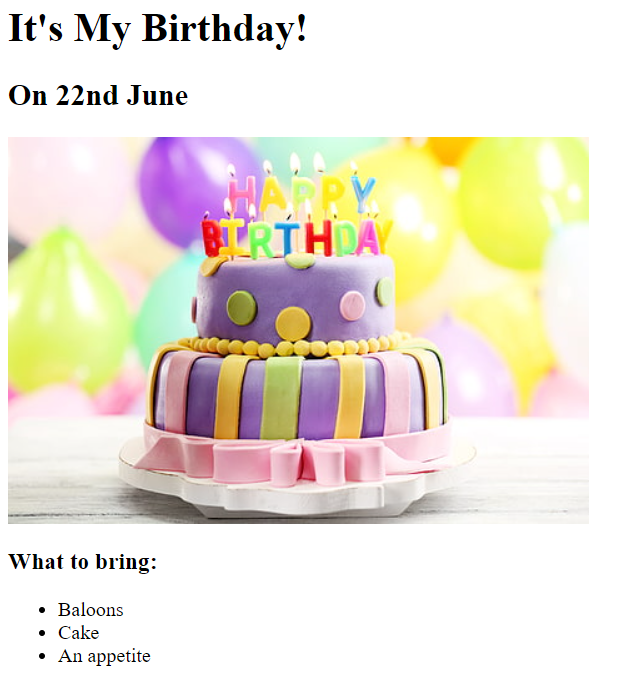 It's My Birthday!
On 22nd June
HAPPY
BIRTHDAY
What to bring:
Baloons
Cake
An appetite